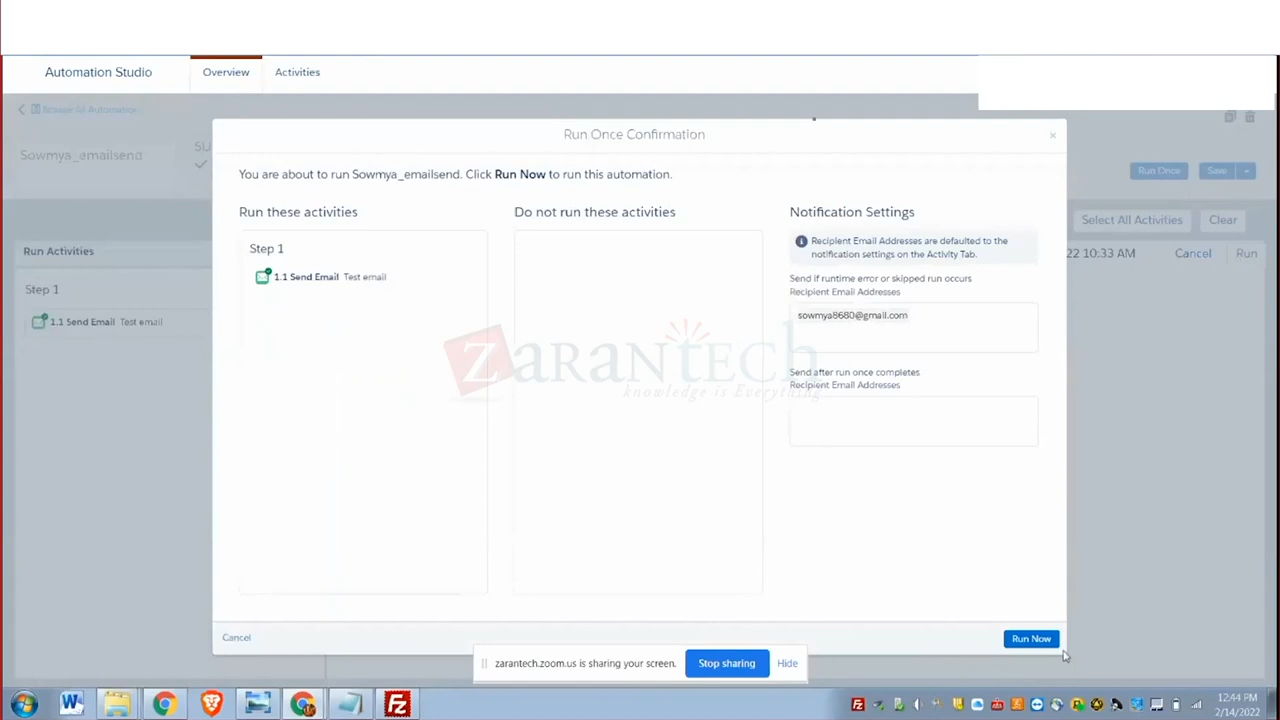 Automation Studio
Overview
Activities
Browse All Automation
Sowmya_emailsend
SU
Run Once
Save
Select All Activities
Clear
Run Activities
22 10:33 AM
Cancel
Run
Step 1
1.1 Send Email Test email
Run Once Confirmation
You are about to run Sowmya_emailsend. Click Run Now to run this automation.
Run these activities
Step 1
1.1 Send Email Test email
Do not run these activities
Notification Settings
Recipient Email Addresses are defaulted to the
notification settings on the Activity Tab.
Send if runtime error or skipped run occurs
Recipient Email Addresses
sowmya8680@gmail.com
Send after run once completes
Recipient Email Addresses
ZARANTECH
knowledge is Everything
Cancel
Run Now
zarantech.zoom.us is sharing your screen.
Stop sharing
Hide
12:44 PM
2/14/2022